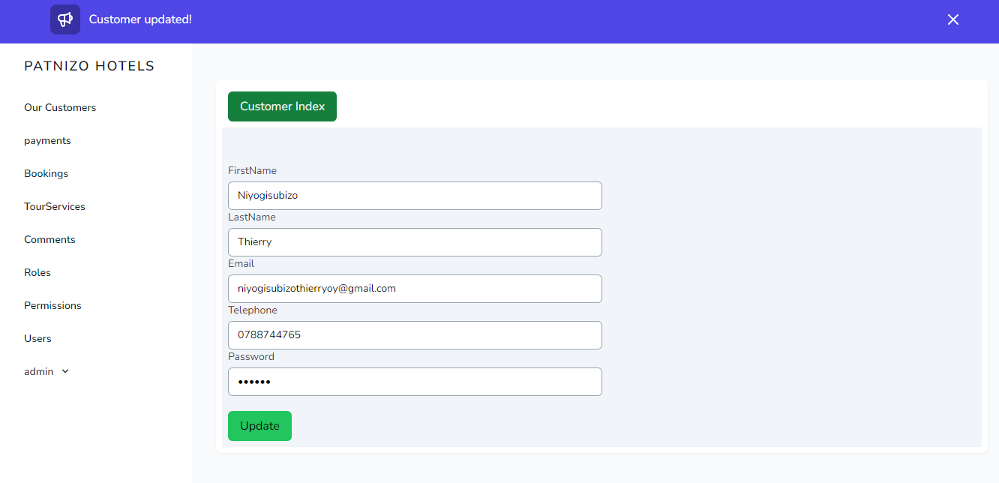 Customer updated!
PATNIZO HOTELS
Our Customers
payments
Bookings
TourServices
Comments
Roles
Permissions
Users
admin
Customer Index
FirstName
Niyogisubizo
LastName
Thierry
Email
niyogisubizothierryoy@gmail.com
Telephone
0788744765
Password
••••••
Update